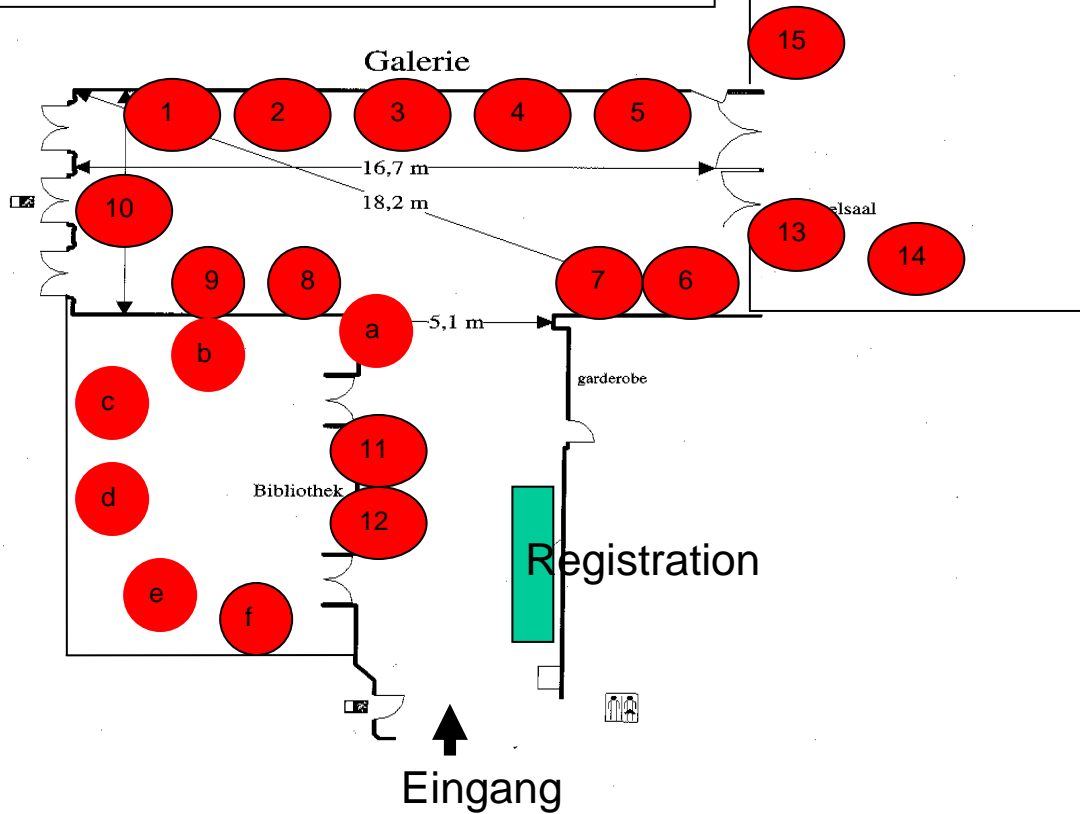 15
Galerie
1
2
3
4
5
16,7 m
18,2 m
10
elsaal
13
14
9
8
7
6
a
5,1 m
b
garderobe
c
11
d
Bibliothek
12
Registration
e
f
Eingang